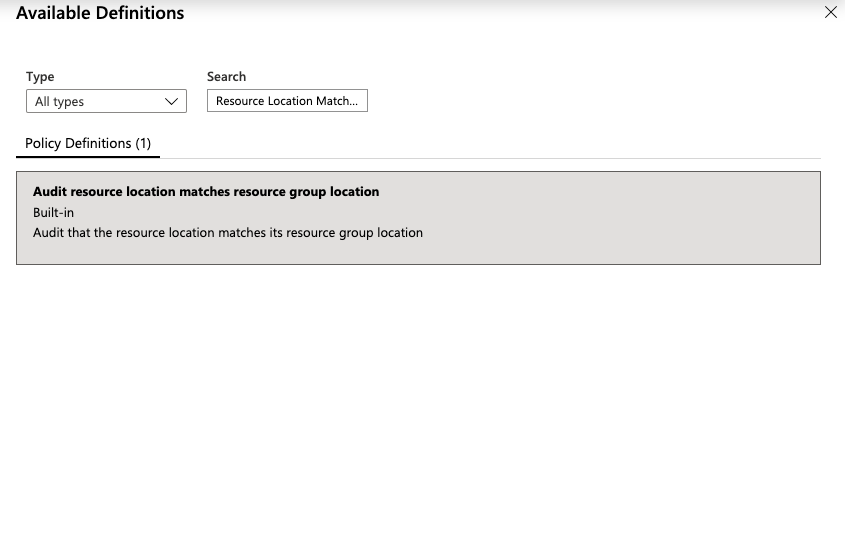 Available Definitions
Type
Search
All types
Resource Location Match...
Policy Definitions (1)
Audit resource location matches resource group location
Built-in
Audit that the resource location matches its resource group location